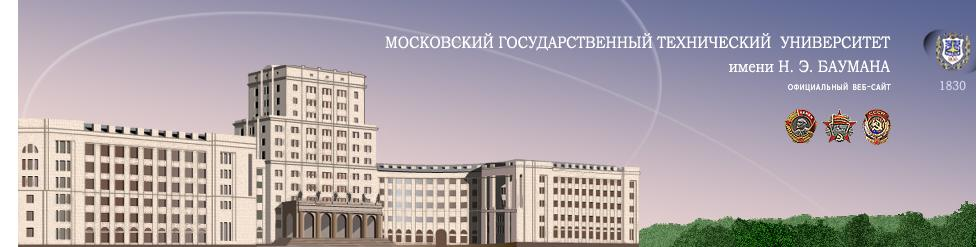 МОСКОВСКИЙ ГОСУДАРСТВЕННЫЙ ТЕХНИЧЕСКИЙ УНИВЕРСИТЕТ
имени Н. Э. БАУМАНА
ОФИЦИАЛЬНЫЙ ВЕБ-САЙТ
1830